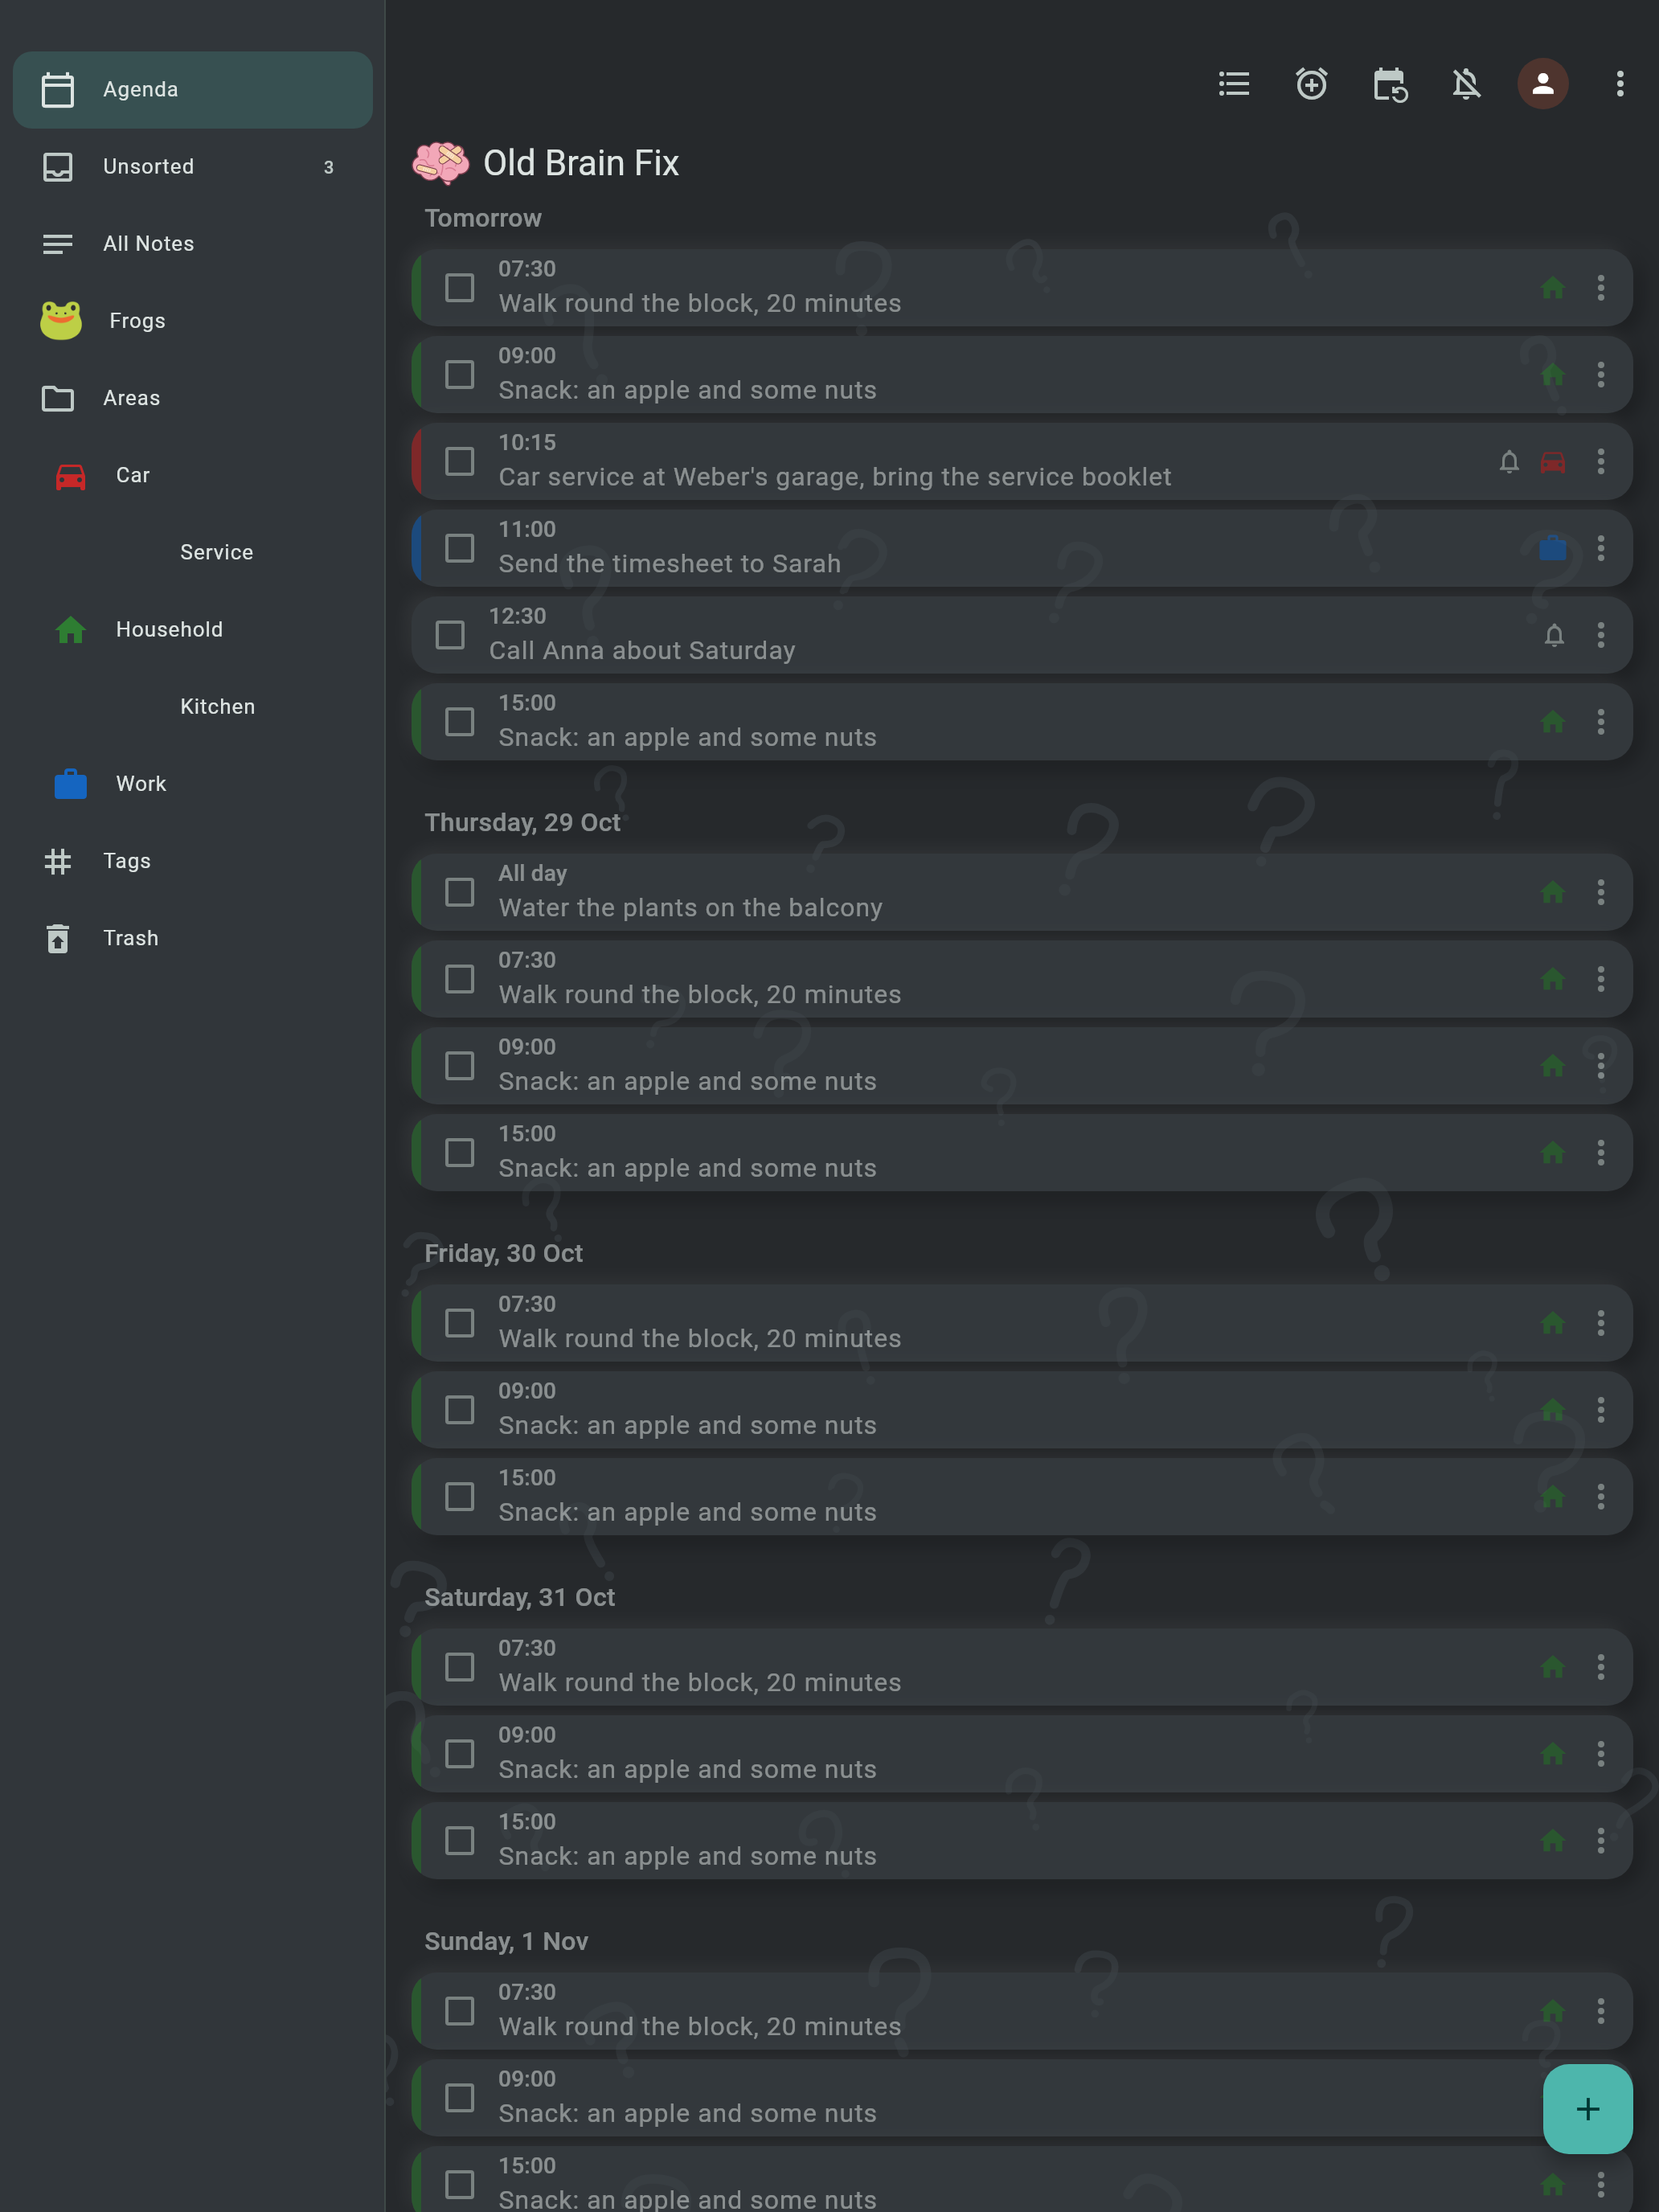 Agenda
Unsorted 3
All Notes
Frogs
Areas
Car
Service
Household
Kitchen
Work
Tags
Trash
Old Brain Fix
Tomorrow
07:30
Walk round the block, 20 minutes
09:00
Snack: an apple and some nuts
10:15
Car service at Weber's garage, bring the service booklet
11:00
Send the timesheet to Sarah
12:30
Call Anna about Saturday
15:00
Snack: an apple and some nuts
Thursday, 29 Oct
All day
Water the plants on the balcony
07:30
Walk round the block, 20 minutes
09:00
Snack: an apple and some nuts
15:00
Snack: an apple and some nuts
Friday, 30 Oct
07:30
Walk round the block, 20 minutes
09:00
Snack: an apple and some nuts
15:00
Snack: an apple and some nuts
Saturday, 31 Oct
07:30
Walk round the block, 20 minutes
09:00
Snack: an apple and some nuts
15:00
Snack: an apple and some nuts
Sunday, 1 Nov
07:30
Walk round the block, 20 minutes
09:00
Snack: an apple and some nuts
15:00
Snack: an apple and some nuts